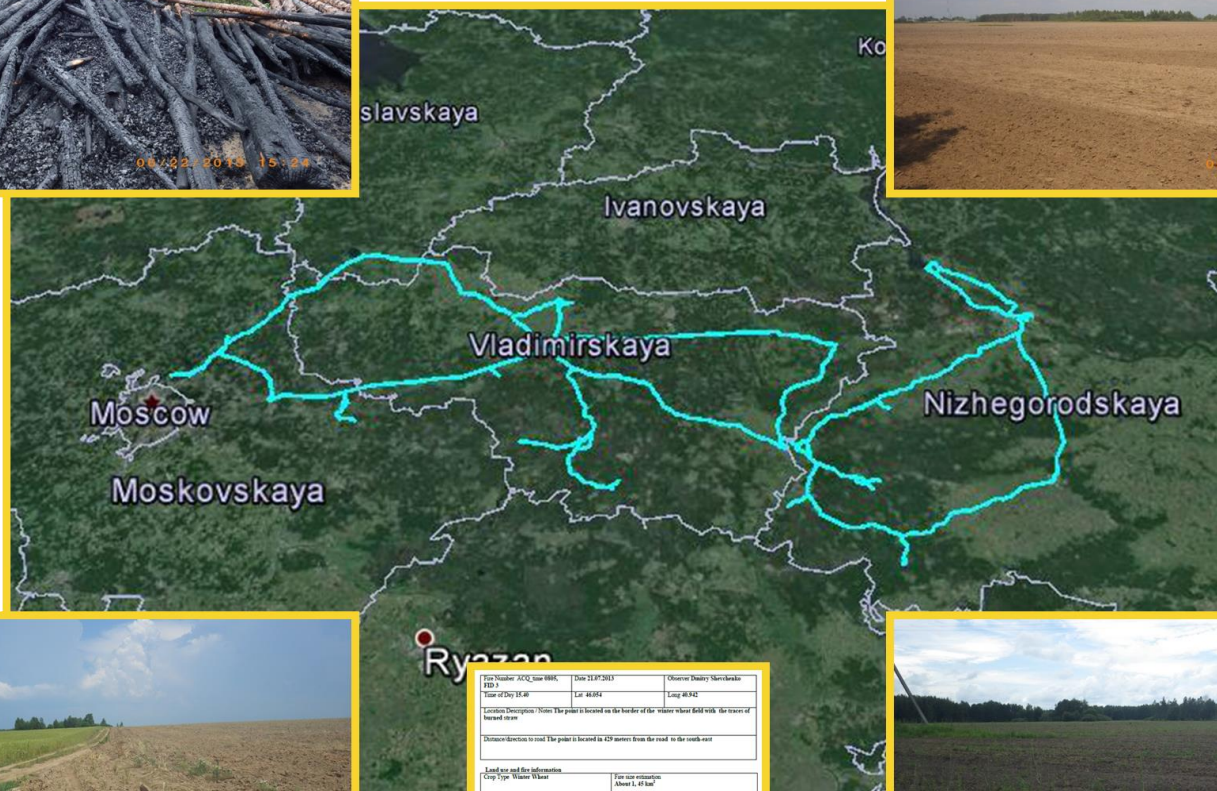 06/22/2013 15:24
Ko
slavskaya
Ivanovskaya
Vladimirskaya
Moscow
Nizhegorodskaya
Moskovskaya
Ryazan
Fire Number ACQ_time 0805, FID 3
Date 21.07.2013
Observer Dmitry Shevchenko
Time of Day 15.40
Lat 46.054
Long 40.942
Location Description / Notes The point is located on the border of the winter wheat field with the traces of
burned straw
Distance/direction to road The point is located in 429 meters from the road to the south-east
Land use and fire information
Crop Type Winter Wheat
Fire size estimation
About 1, 45 km²